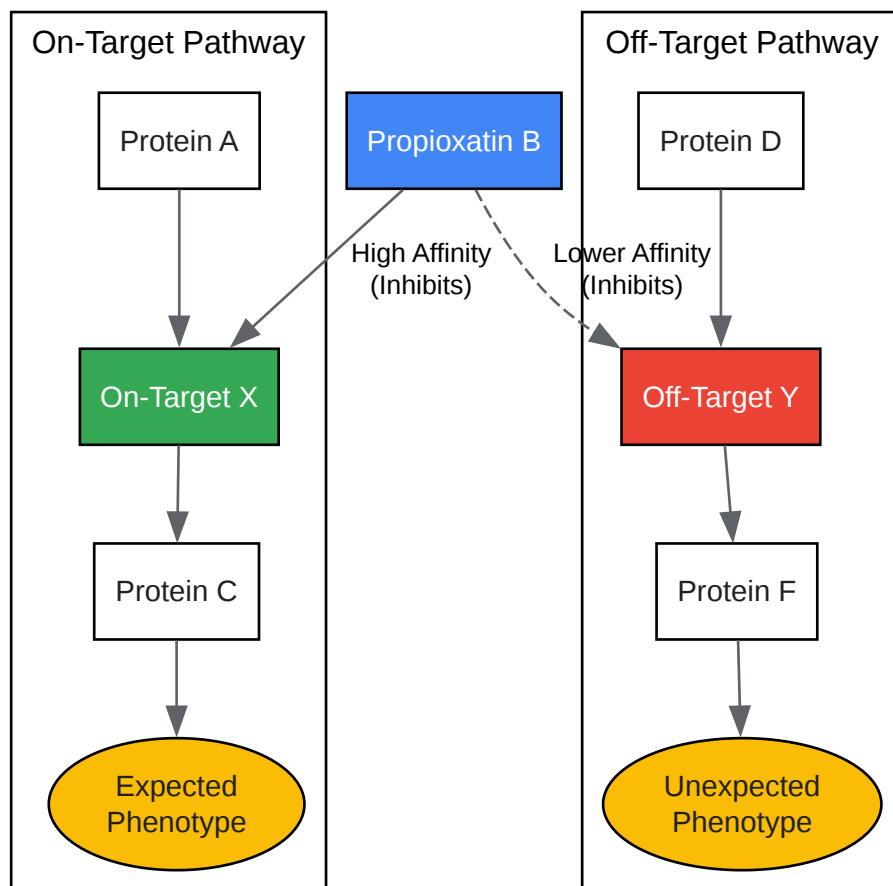 On-Target Pathway
Off-Target Pathway
Protein A
Propioxatin B
Protein D
High Affinity
(Inhibits)
Lower Affinity
(Inhibits)
On-Target X
Off-Target Y
Protein C
Protein F
Expected
Phenotype
Unexpected
Phenotype